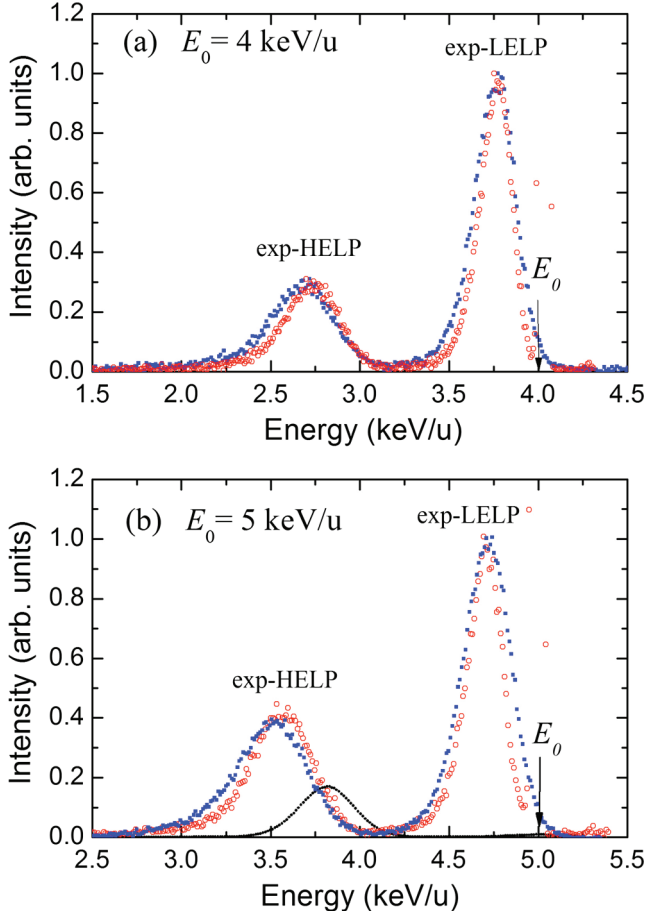 (a) E0 = 4 keV/u
exp-LELP
exp-HELP
E0
Intensity (arb. units)
1.2
1.0
0.8
0.6
0.4
0.2
0.0
1.5 2.0 2.5 3.0 3.5 4.0 4.5
Energy (keV/u)
(b) E0 = 5 keV/u
exp-LELP
exp-HELP
E0
Intensity (arb. units)
1.2
1.0
0.8
0.6
0.4
0.2
0.0
2.5 3.0 3.5 4.0 4.5 5.0 5.5
Energy (keV/u)